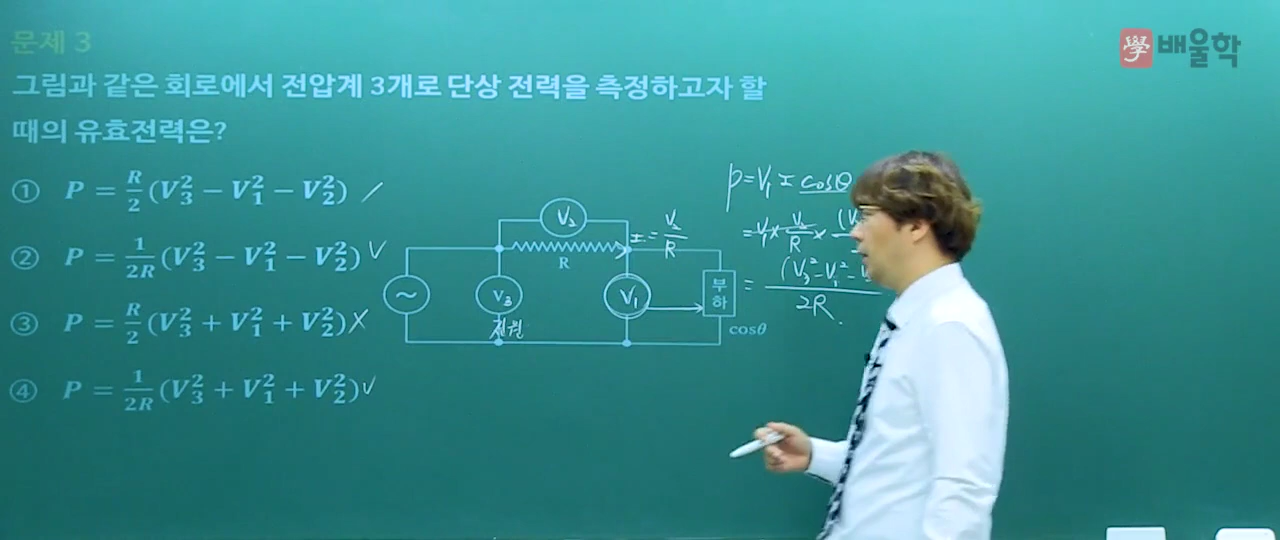 문제 3
學 배울학
그림과 같은 회로에서 전압계 3개로 단상 전력을 측정하고자 할
때의 유효전력은?
① P = R/2 (V₃² − V₁² − V₂²) /
② P = 1/2R (V₃² − V₁² − V₂²) ∨
③ P = R/2 (V₃² + V₁² + V₂²) X
④ P = 1/2R (V₃² + V₁² + V₂²) ∨
V₂
R
I = V₂/R
~
V₃
전원
V₁
부하
cosθ
P = V₁ I cosθ
= V₁ × V₂/R × (V
= (V₃² − V₁² −
2R